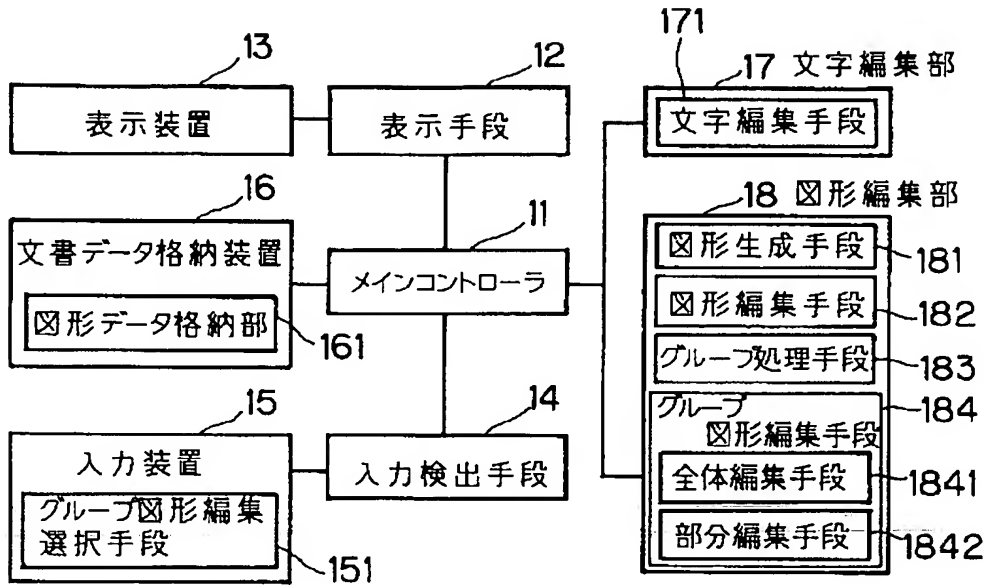 13
表示装置
12
表示手段
171
17 文字編集部
文字編集手段
16
文書データ格納装置
図形データ格納部
161
11
メインコントローラ
18 図形編集部
図形生成手段
181
図形編集手段
182
グループ処理手段
183
グループ
図形編集手段
184
全体編集手段
1841
部分編集手段
1842
15
入力装置
グループ図形編集
選択手段
151
14
入力検出手段